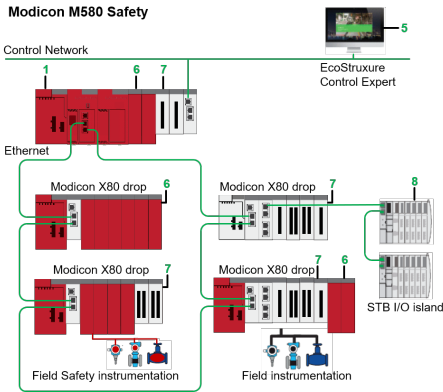 Modicon M580 Safety
Control Network
5
1
6
7
EcoStruxure
Control Expert
Ethernet
Modicon X80 drop
6
Modicon X80 drop
7
8
Modicon X80 drop
7
Modicon X80 drop
7
6
STB I/O island
Field Safety instrumentation
Field instrumentation